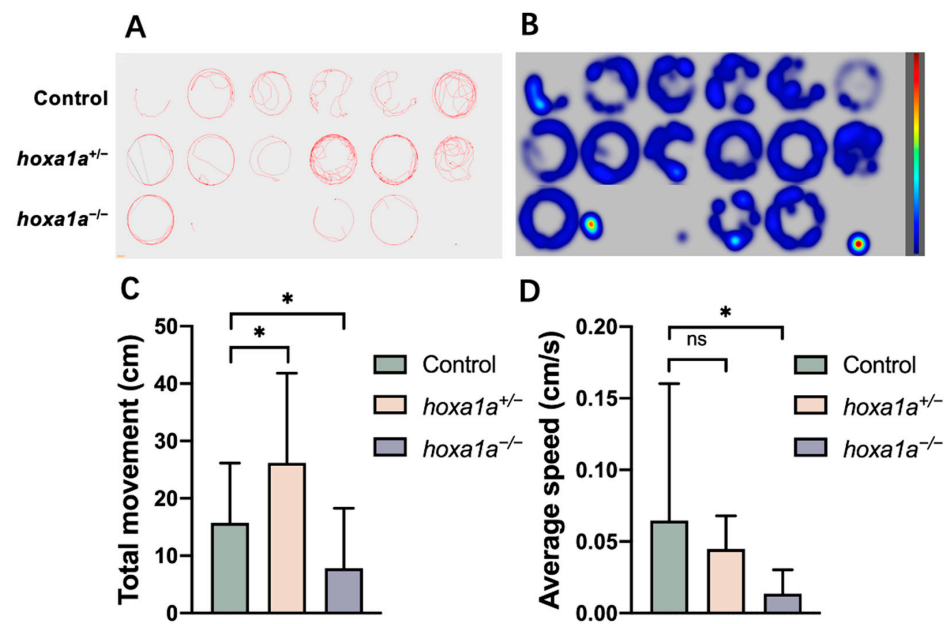 A
B
Control
hoxa1a+/−
hoxa1a−/−
C
D
Total movement (cm)
50
40
30
20
10
0
*
*
Control
hoxa1a+/−
hoxa1a−/−
Average speed (cm/s)
0.20
0.15
0.10
0.05
0.00
*
ns
Control
hoxa1a+/−
hoxa1a−/−